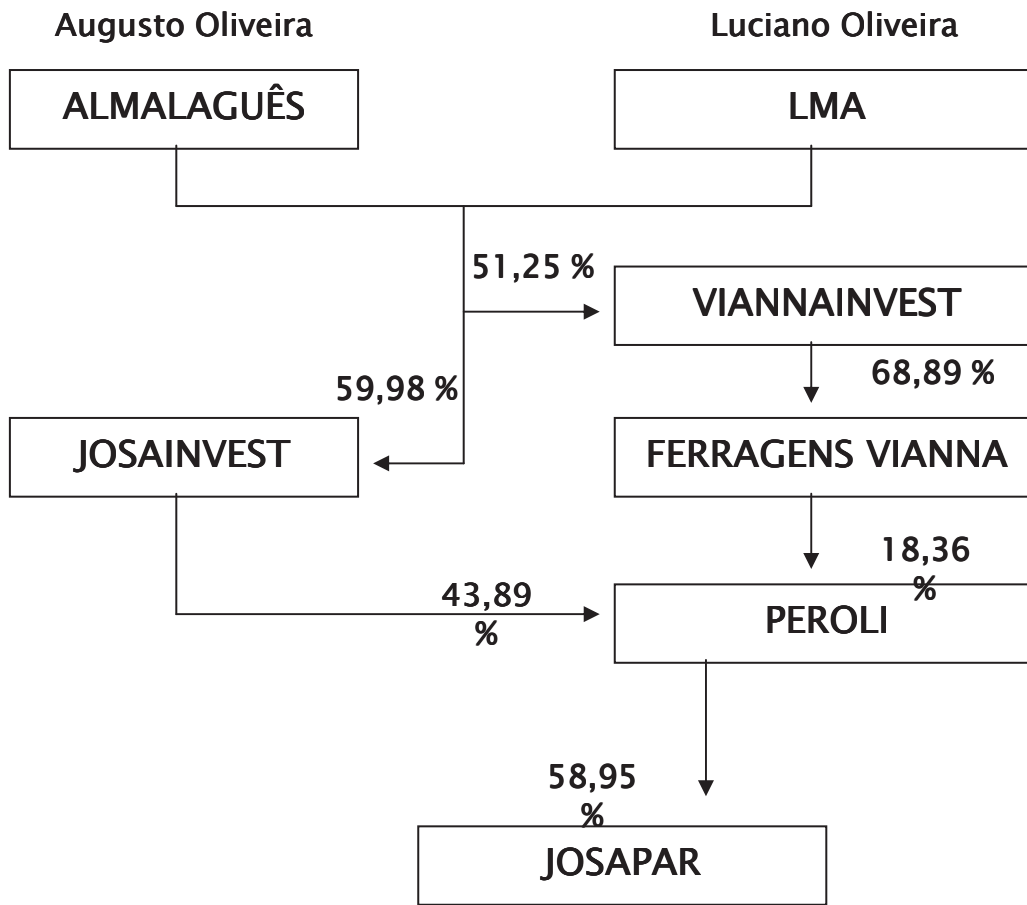 Augusto Oliveira
Luciano Oliveira
ALMALAGUÊS
LMA
51,25 %
VIANNAINVEST
59,98 %
68,89 %
JOSAINVEST
FERRAGENS VIANNA
18,36
%
43,89
%
PEROLI
58,95
%
JOSAPAR